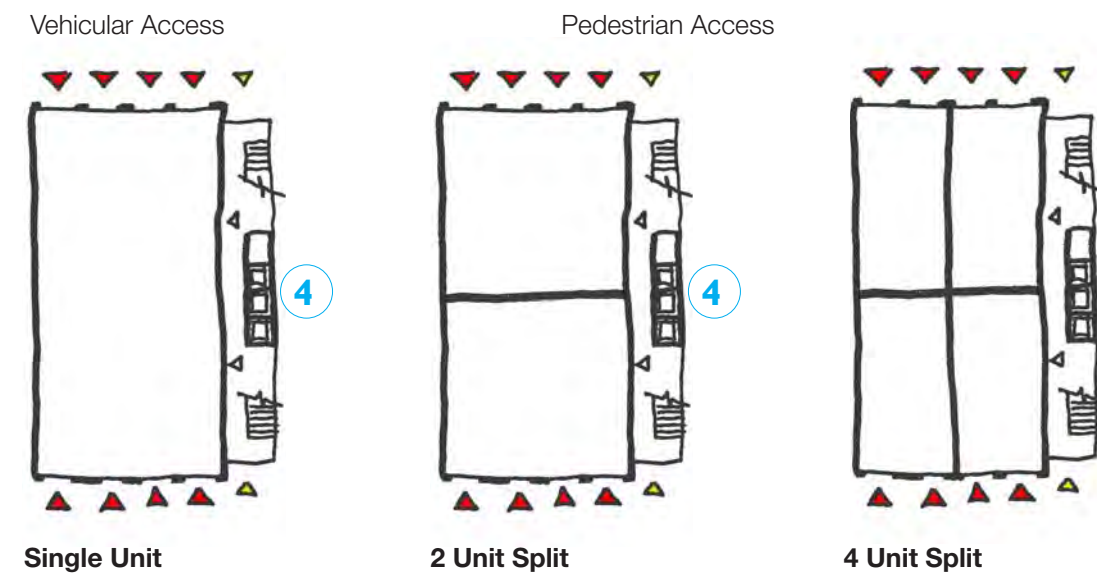 Vehicular Access
Pedestrian Access
4
4
Single Unit
2 Unit Split
4 Unit Split